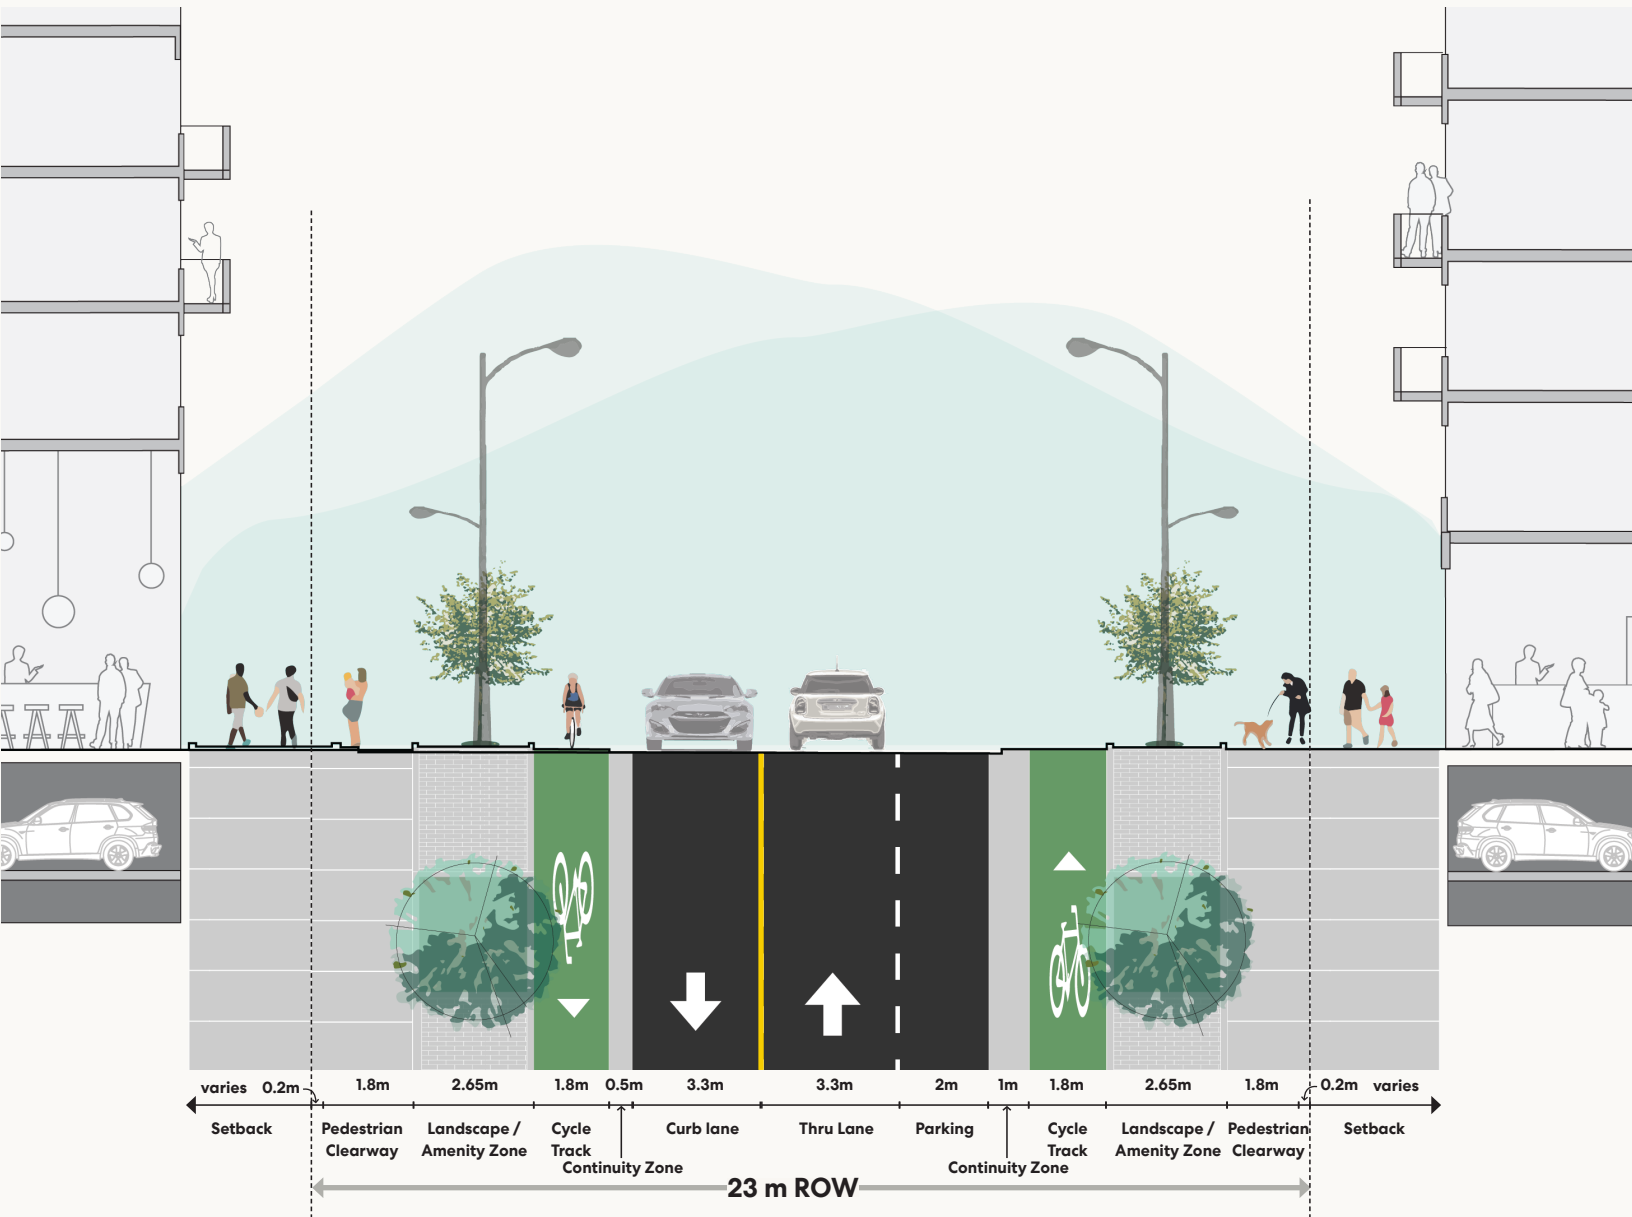 varies 0.2m 1.8m 2.65m 1.8m 0.5m 3.3m 3.3m 2m 1m 1.8m 2.65m 1.8m 0.2m varies
Setback Pedestrian Landscape / Cycle Curb lane Thru Lane Parking Cycle Landscape / Pedestrian Setback
Clearway Amenity Zone Track Track Amenity Zone Clearway
Continuity Zone Continuity Zone
23 m ROW